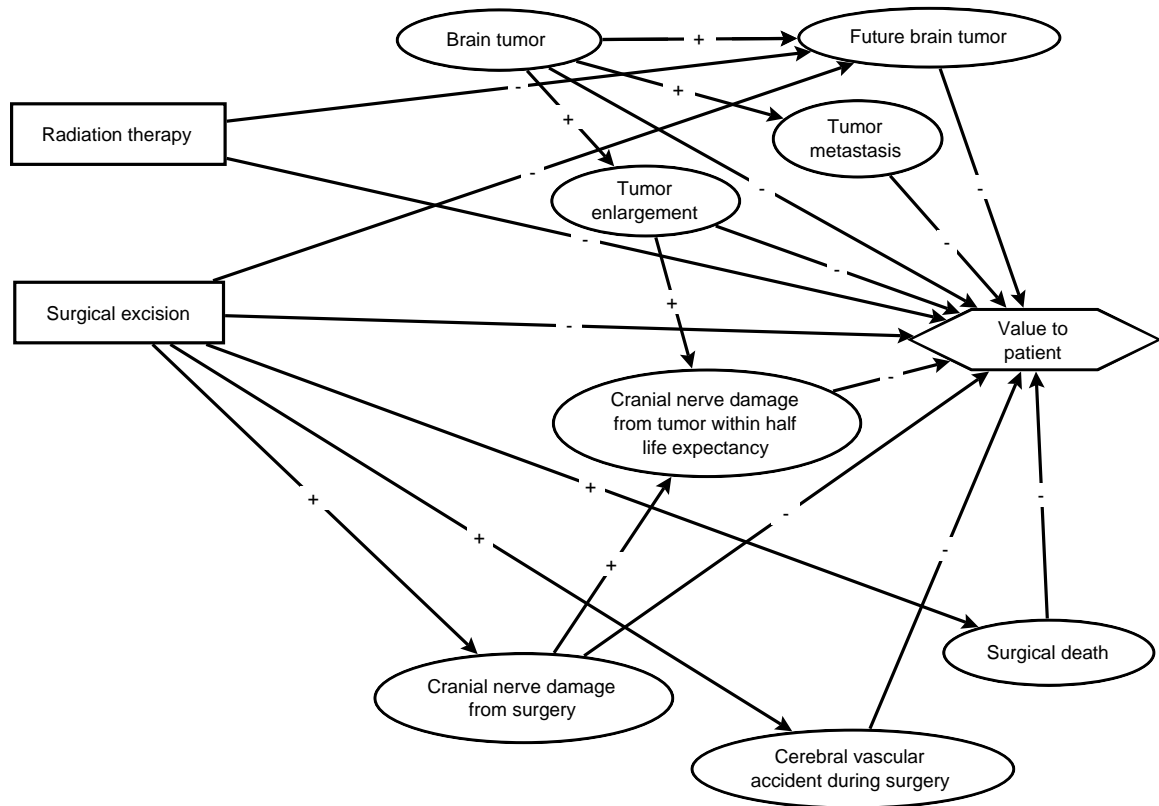 Brain tumor
+
Future brain tumor
-
+
Radiation therapy
+
Tumor
metastasis
-
Tumor
enlargement
-
-
-
-
-
Surgical excision
+
-
Value to
patient
-
Cranial nerve damage
from tumor within half
life expectancy
+
+
-
-
+
+
-
Surgical death
Cranial nerve damage
from surgery
Cerebral vascular
accident during surgery